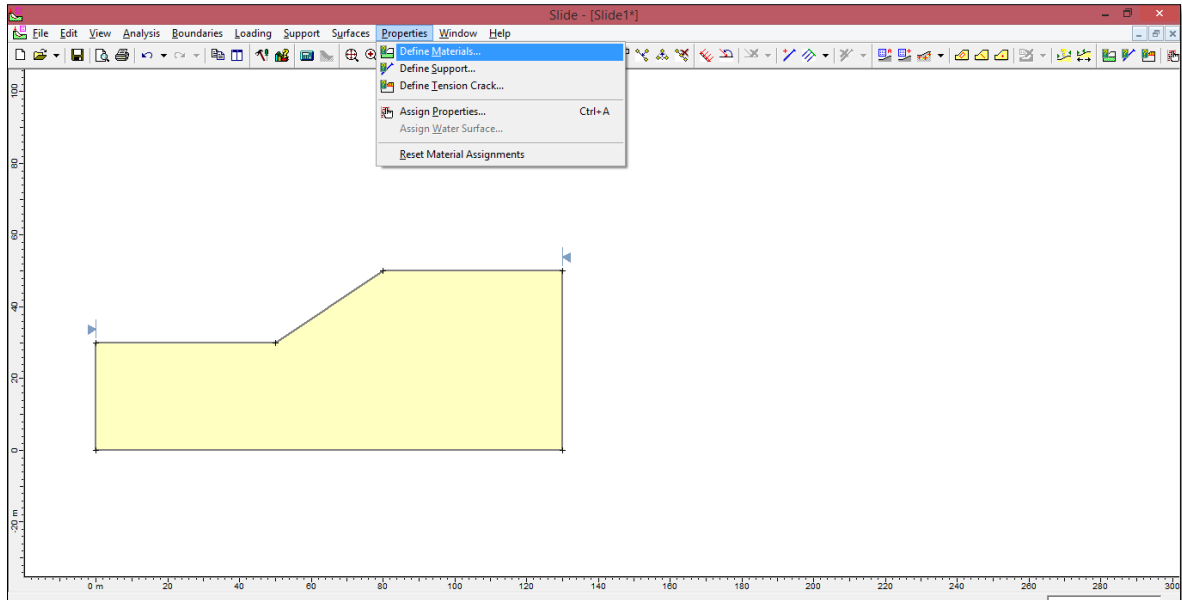 Slide - [Slide1*]
File Edit View Analysis Boundaries Loading Support Surfaces Properties Window Help
Define Materials...
Define Support...
Define Tension Crack...
Assign Properties... Ctrl+A
Assign Water Surface...
Reset Material Assignments
100
80
60
40
20
0
-20 m
0 m 20 40 60 80 100 120 140 160 180 200 220 240 260 280 300